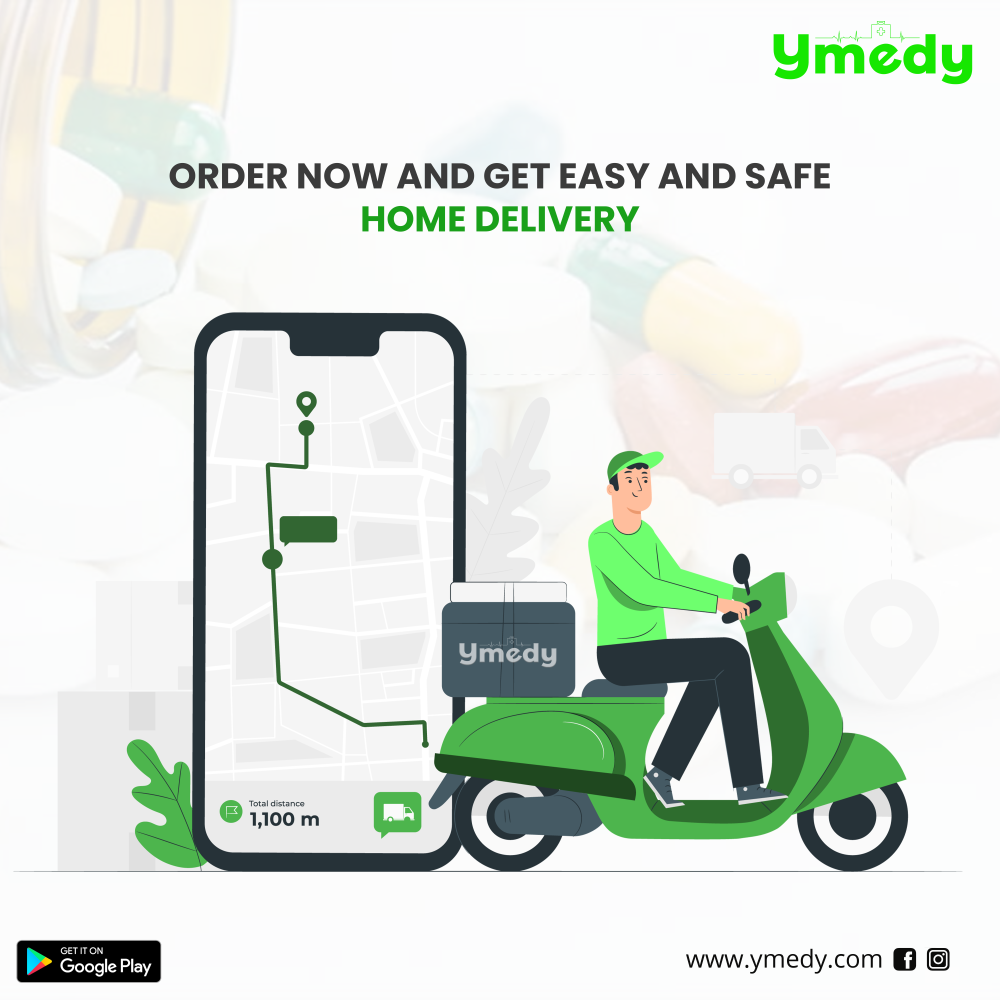 Ymedy
ORDER NOW AND GET EASY AND SAFE
HOME DELIVERY
Ymedy
Total distance
1,100 m
GET IT ON
Google Play
www.ymedy.com